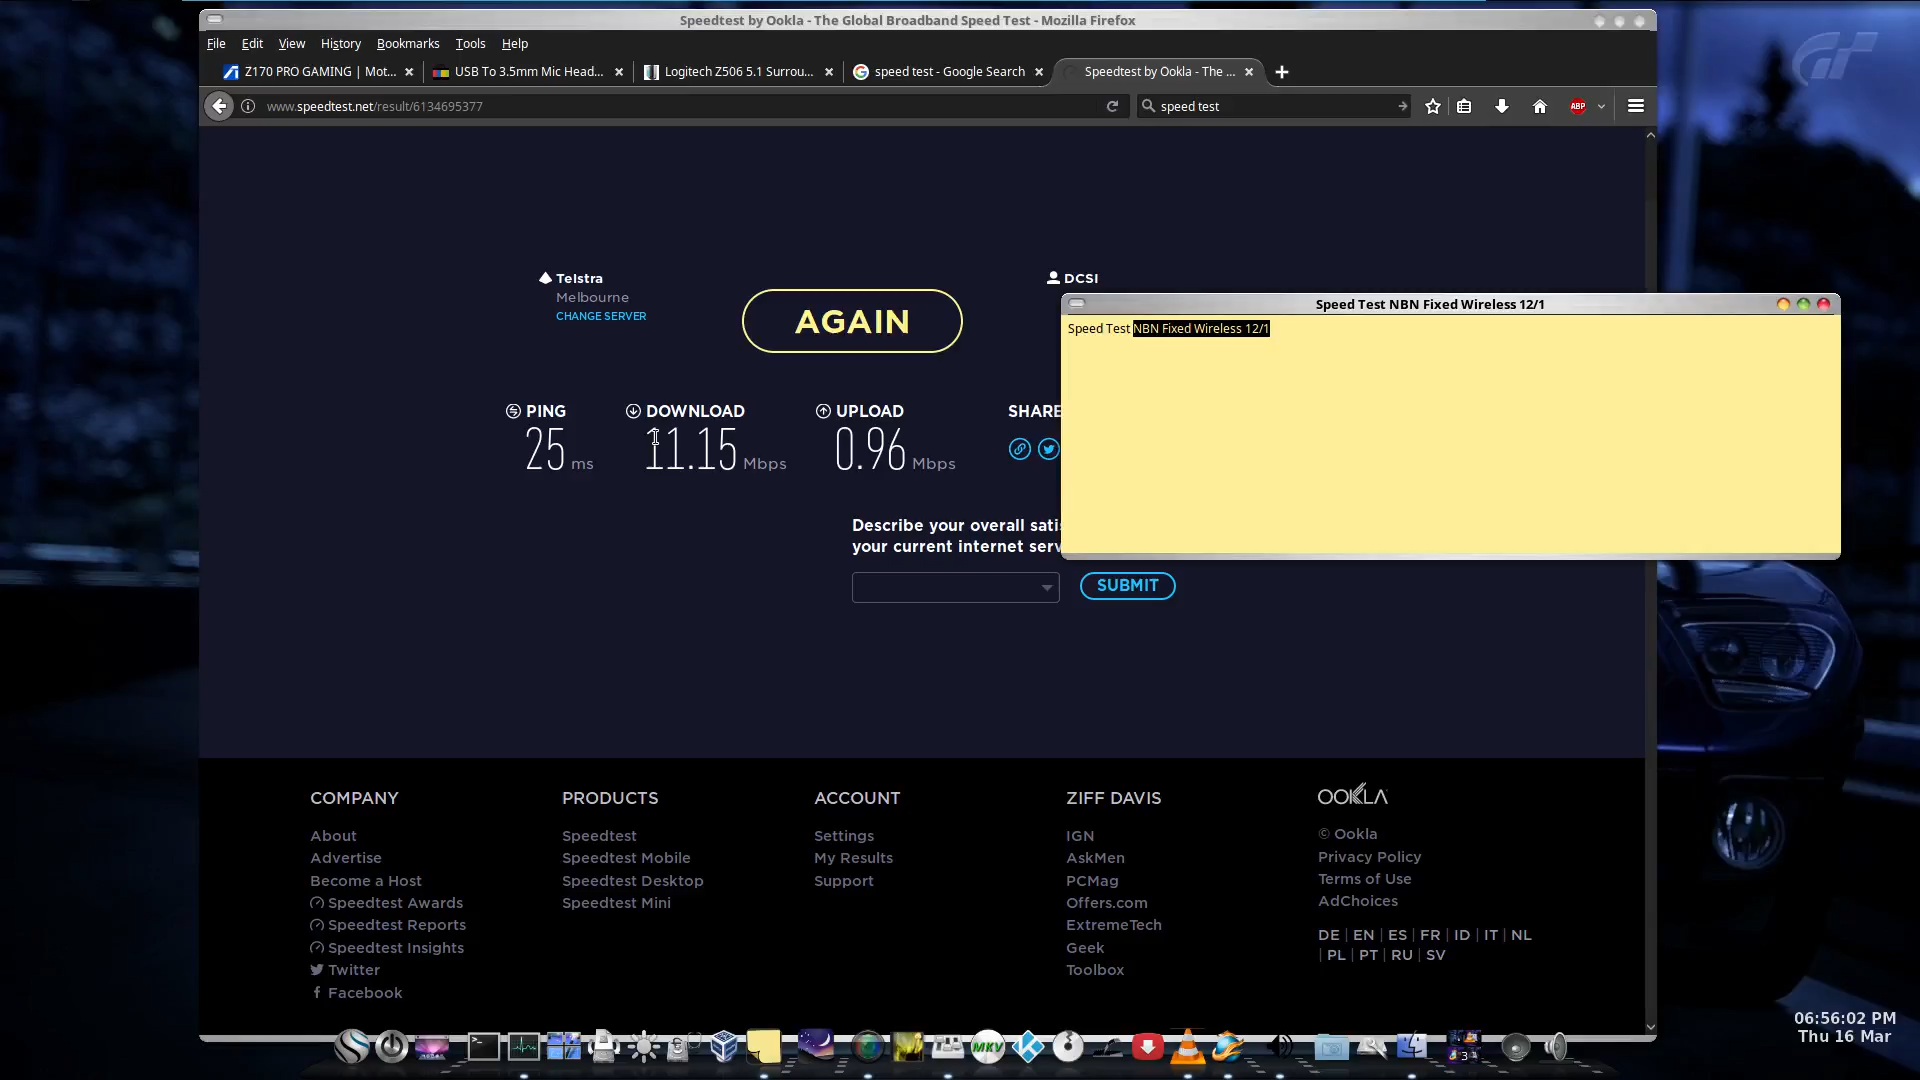 Speedtest by Ookla - The Global Broadband Speed Test - Mozilla Firefox
File Edit View History Bookmarks Tools Help
Z170 PRO GAMING | Mot...
USB To 3.5mm Mic Head...
Logitech Z506 5.1 Surrou...
speed test - Google Search
Speedtest by Ookla - The ...
www.speedtest.net/result/6134695377
speed test
ABP
Telstra
Melbourne
CHANGE SERVER
AGAIN
DCSI
Speed Test NBN Fixed Wireless 12/1
Speed Test NBN Fixed Wireless 12/1
PING
25 ms
DOWNLOAD
11.15 Mbps
UPLOAD
0.96 Mbps
SHARE
Describe your overall sati
your current internet serv
SUBMIT
COMPANY
About
Advertise
Become a Host
Speedtest Awards
Speedtest Reports
Speedtest Insights
Twitter
Facebook
PRODUCTS
Speedtest
Speedtest Mobile
Speedtest Desktop
Speedtest Mini
ACCOUNT
Settings
My Results
Support
ZIFF DAVIS
IGN
AskMen
PCMag
Offers.com
ExtremeTech
Geek
Toolbox
OOKLA
© Ookla
Privacy Policy
Terms of Use
AdChoices
DE | EN | ES | FR | ID | IT | NL
| PL | PT | RU | SV
MKV
3
06:56:02 PM
Thu 16 Mar
GT